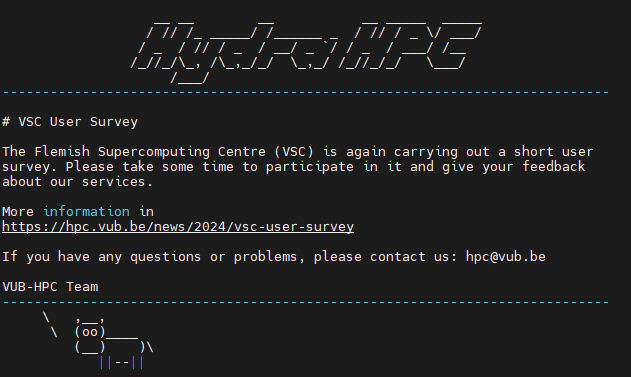 Hydra HPC
# VSC User Survey
The Flemish Supercomputing Centre (VSC) is again carrying out a short user
survey. Please take some time to participate in it and give your feedback
about our services.
More information in
https://hpc.vub.be/news/2024/vsc-user-survey
If you have any questions or problems, please contact us: hpc@vub.be
VUB-HPC Team